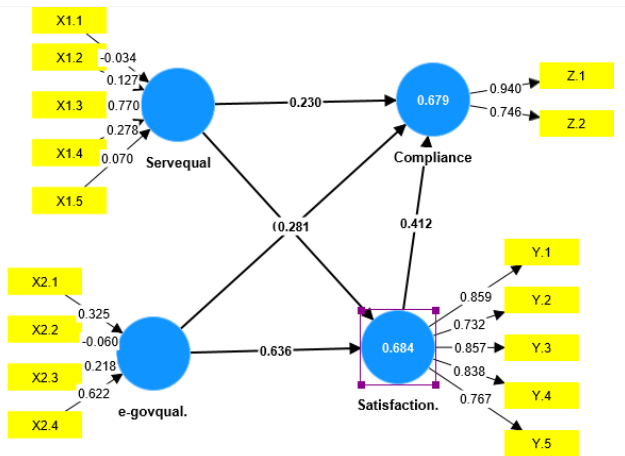 X1.1
X1.2
X1.3
X1.4
X1.5
-0.034
0.127
0.770
0.278
0.070
Servequal
0.230
0.679
Compliance
0.940
0.746
Z.1
Z.2
0.281
0.412
X2.1
X2.2
X2.3
X2.4
0.325
-0.060
0.218
0.622
e-govqual.
0.636
0.684
Satisfaction.
0.859
0.732
0.857
0.838
0.767
Y.1
Y.2
Y.3
Y.4
Y.5